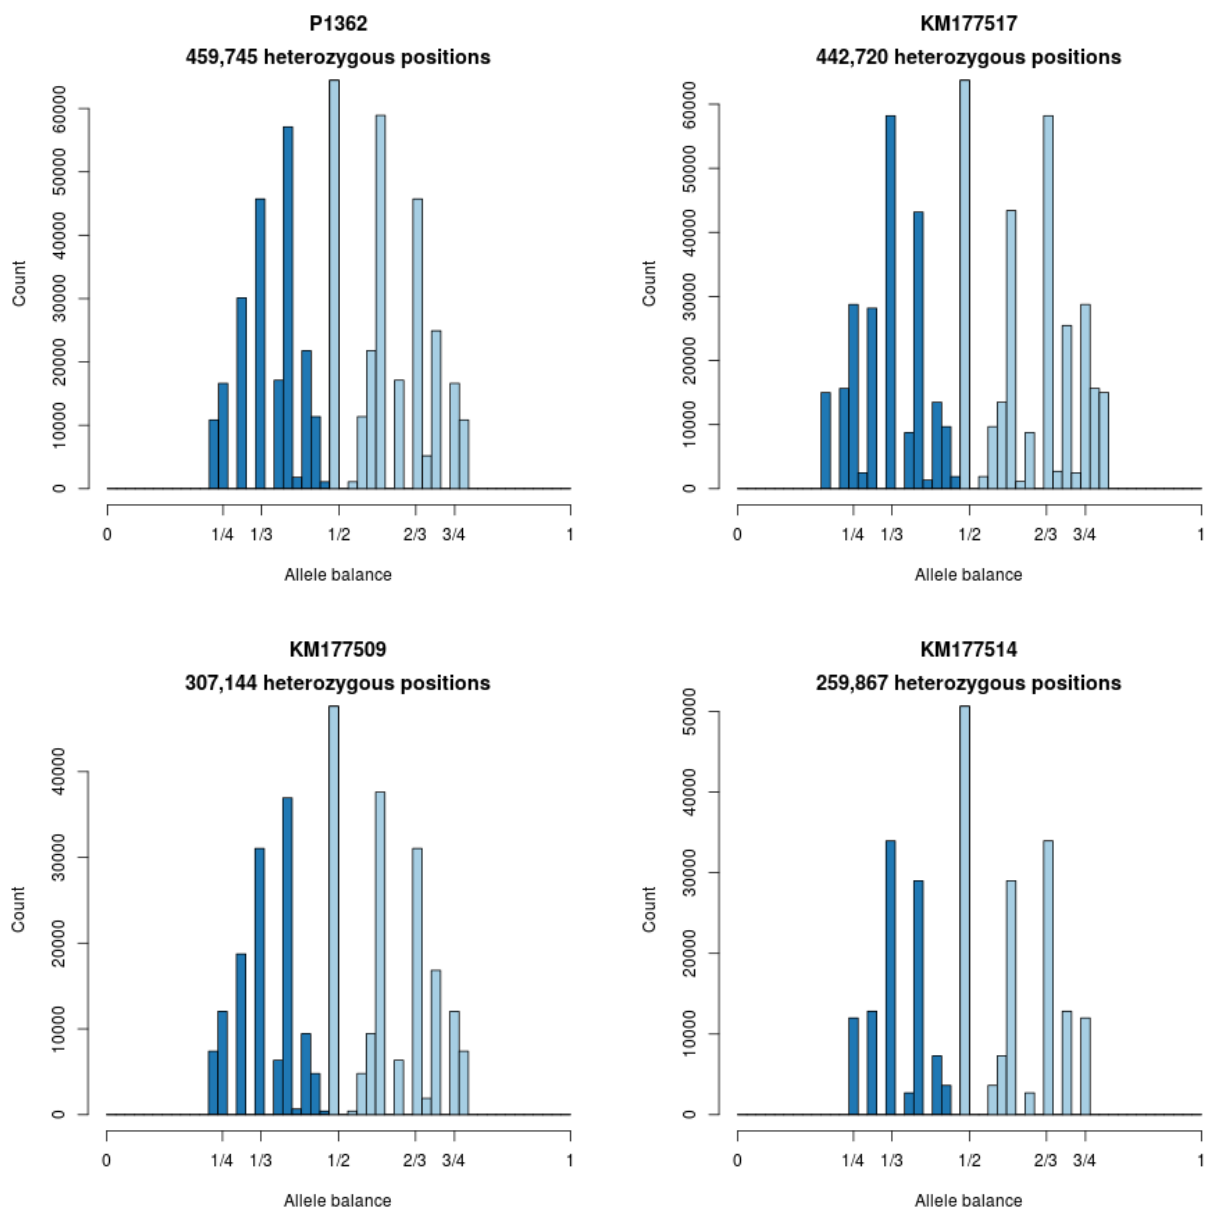 P1362
459,745 heterozygous positions
Count
60000
50000
40000
30000
20000
10000
0
0 1/4 1/3 1/2 2/3 3/4 1
Allele balance
KM177517
442,720 heterozygous positions
Count
60000
50000
40000
30000
20000
10000
0
0 1/4 1/3 1/2 2/3 3/4 1
Allele balance
KM177509
307,144 heterozygous positions
Count
40000
30000
20000
10000
0
0 1/4 1/3 1/2 2/3 3/4 1
Allele balance
KM177514
259,867 heterozygous positions
Count
50000
40000
30000
20000
10000
0
0 1/4 1/3 1/2 2/3 3/4 1
Allele balance